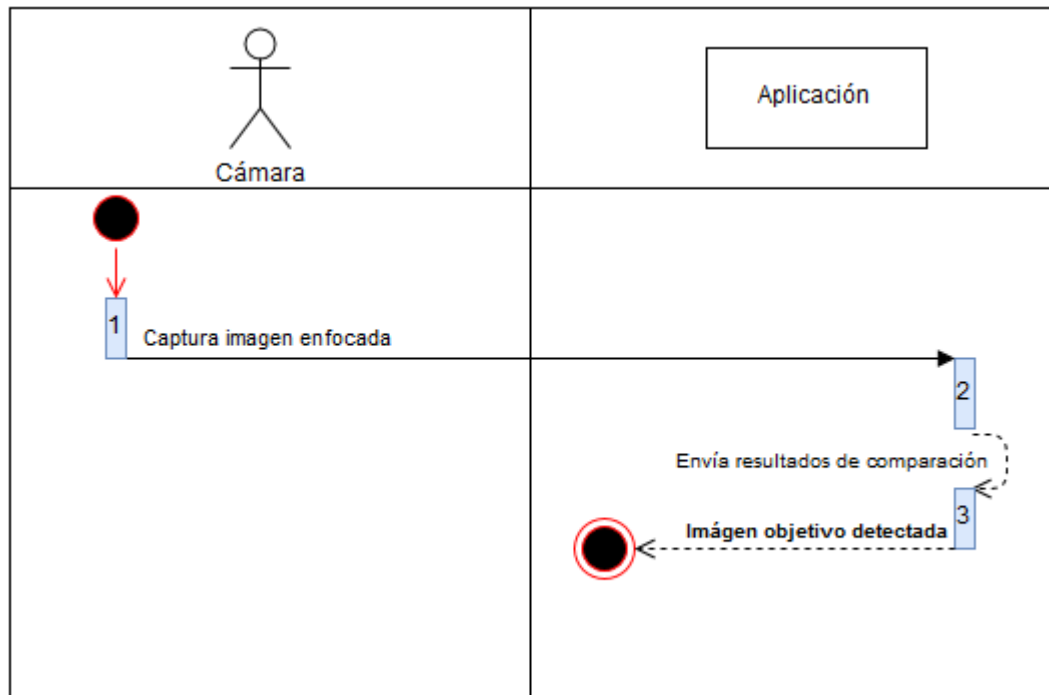 Cámara
Aplicación
1
Captura imagen enfocada
2
Envía resultados de comparación
3
Imágen objetivo detectada